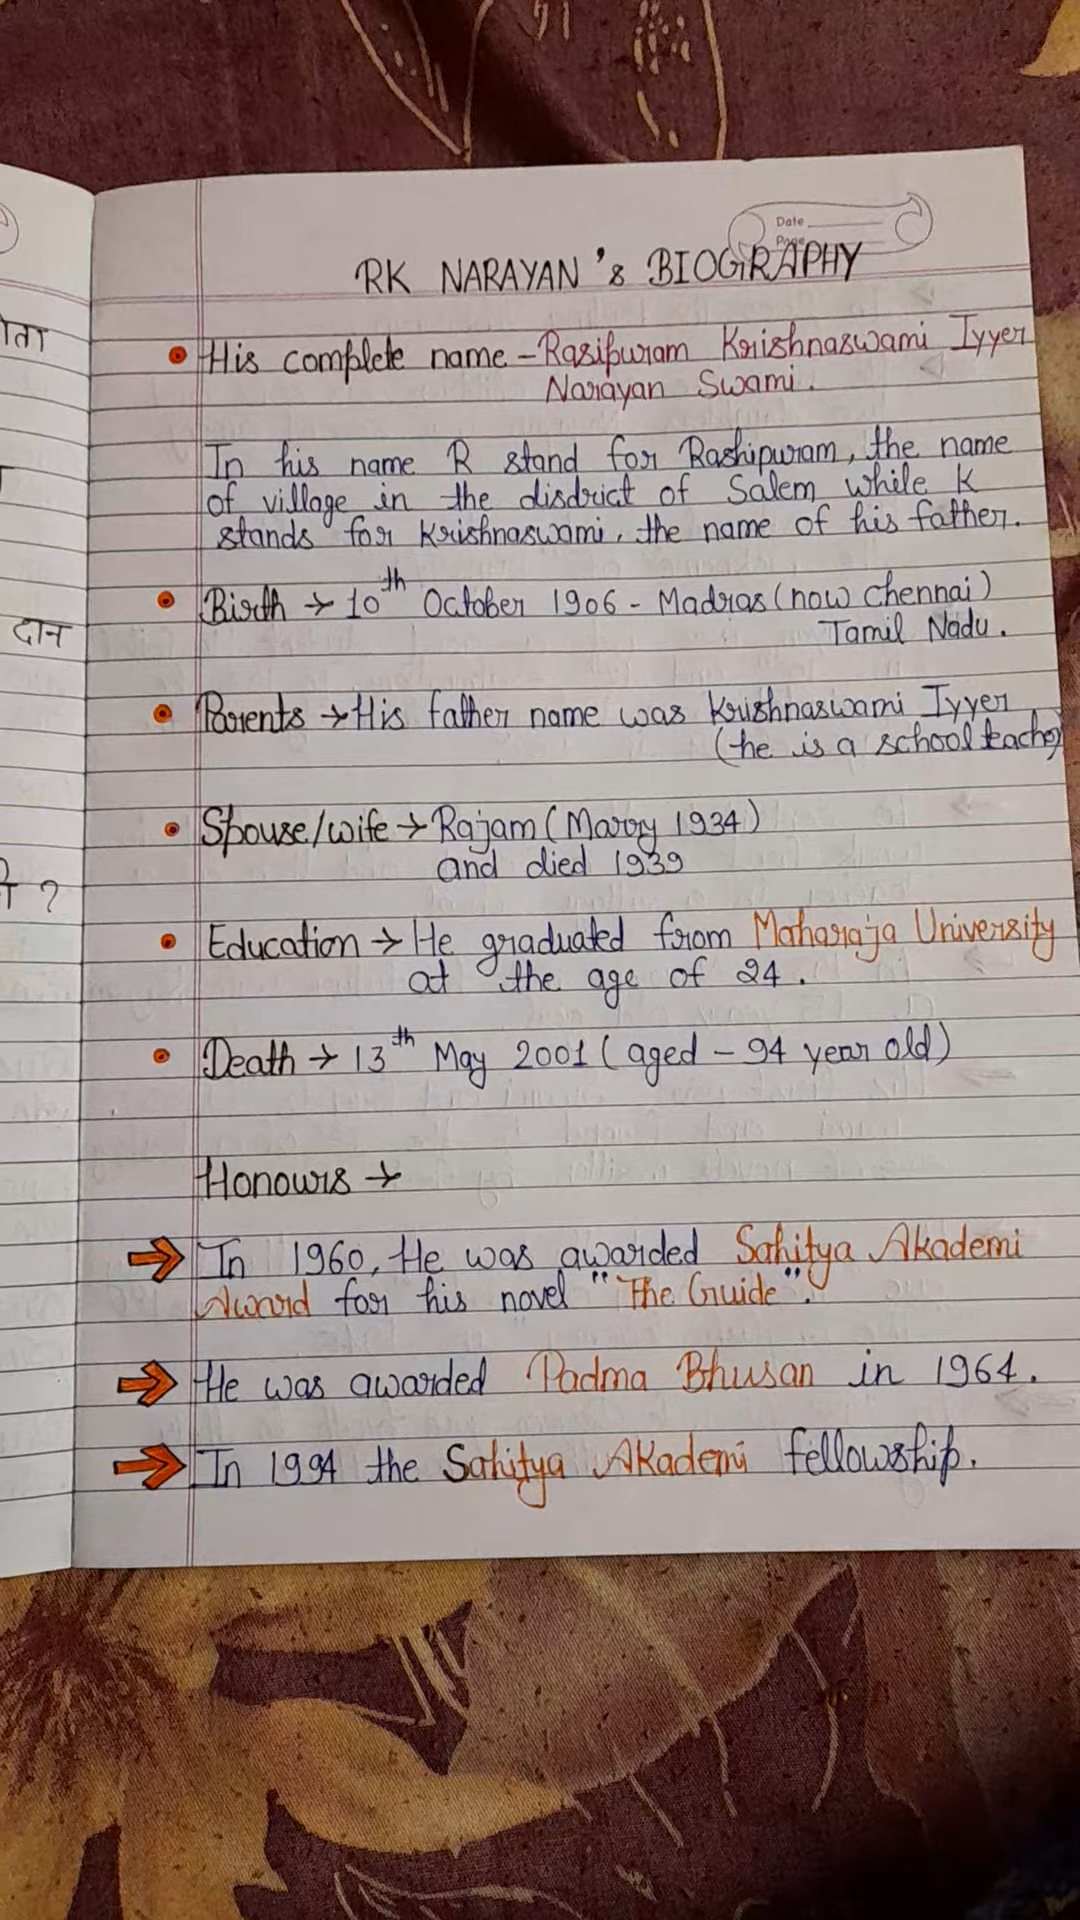 Date
Page
RK NARAYAN 's BIOGRAPHY
ता
• His complete name - Rasipuram Krishnaswami Iyyer
Narayan Swami.
In his name R stand for Rashipuram, the name
of village in the disdrict of Salem while K
stands for Krishnaswami, the name of his father.
• Birth → 10th October 1906 - Madras (now chennai)
Tamil Nadu.
दान
• Parents → His father name was Krishnaswami Iyyer
(he is a school teacher)
• Spouse/wife → Rajam (Marry 1934)
and died 1939
?
• Education → He graduated from Maharaja University
at the age of 24.
• Death → 13th May 2001 (aged - 94 year old)
Honours →
⇒ In 1960, He was awarded Sahitya Akademi
Award for his novel "The Guide".
⇒ He was awarded Padma Bhusan in 1964.
⇒ In 1994 the Sahitya Akademi fellowship.